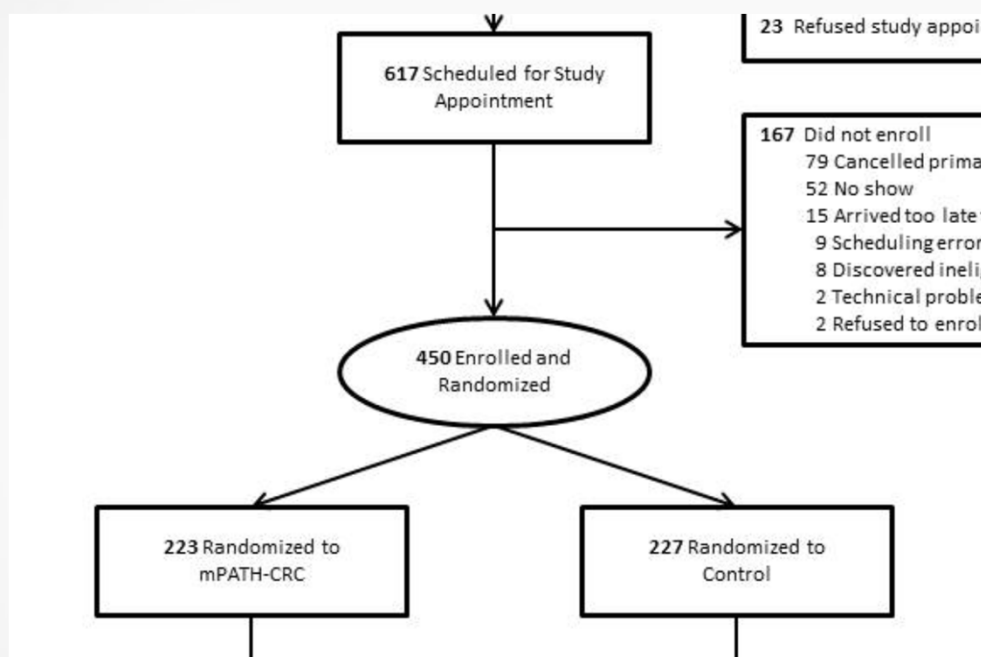 23 Refused study
617 Scheduled for Study
Appointment
167 Did not enroll
79 Cancelled
52 No show
15 Arrived too late
9 Scheduling
8 Discovered
2 Technical
2 Refused to
450 Enrolled and
Randomized
223 Randomized to
mPATH-CRC
227 Randomized to
Control